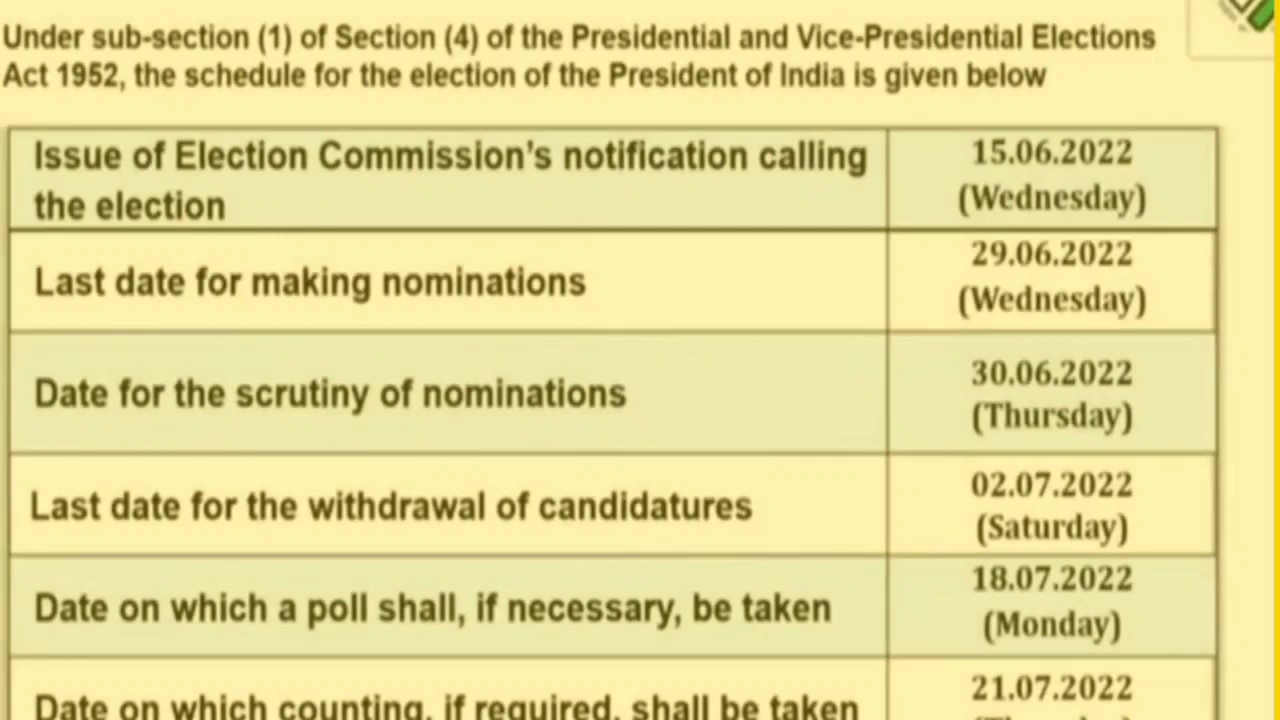 Under sub-section (1) of Section (4) of the Presidential and Vice-Presidential Elections
Act 1952, the schedule for the election of the President of India is given below
Issue of Election Commission's notification calling
the election
15.06.2022
(Wednesday)
Last date for making nominations
29.06.2022
(Wednesday)
Date for the scrutiny of nominations
30.06.2022
(Thursday)
Last date for the withdrawal of candidatures
02.07.2022
(Saturday)
Date on which a poll shall, if necessary, be taken
18.07.2022
(Monday)
Date on which counting, if required, shall be taken
21.07.2022